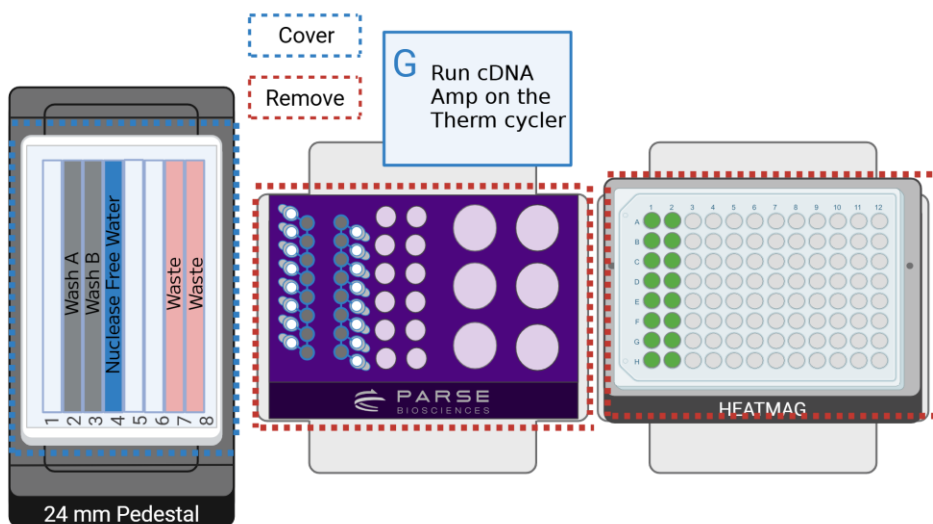 Cover
Remove
G
Run cDNA
Amp on the
Therm cycler
Wash A
Wash B
Nuclease Free Water
Waste
Waste
1
2
3
4
5
6
7
8
24 mm Pedestal
PARSE
BIOSCIENCES
1 2 3 4 5 6 7 8 9 10 11 12
A
B
C
D
E
F
G
H
HEATMAG